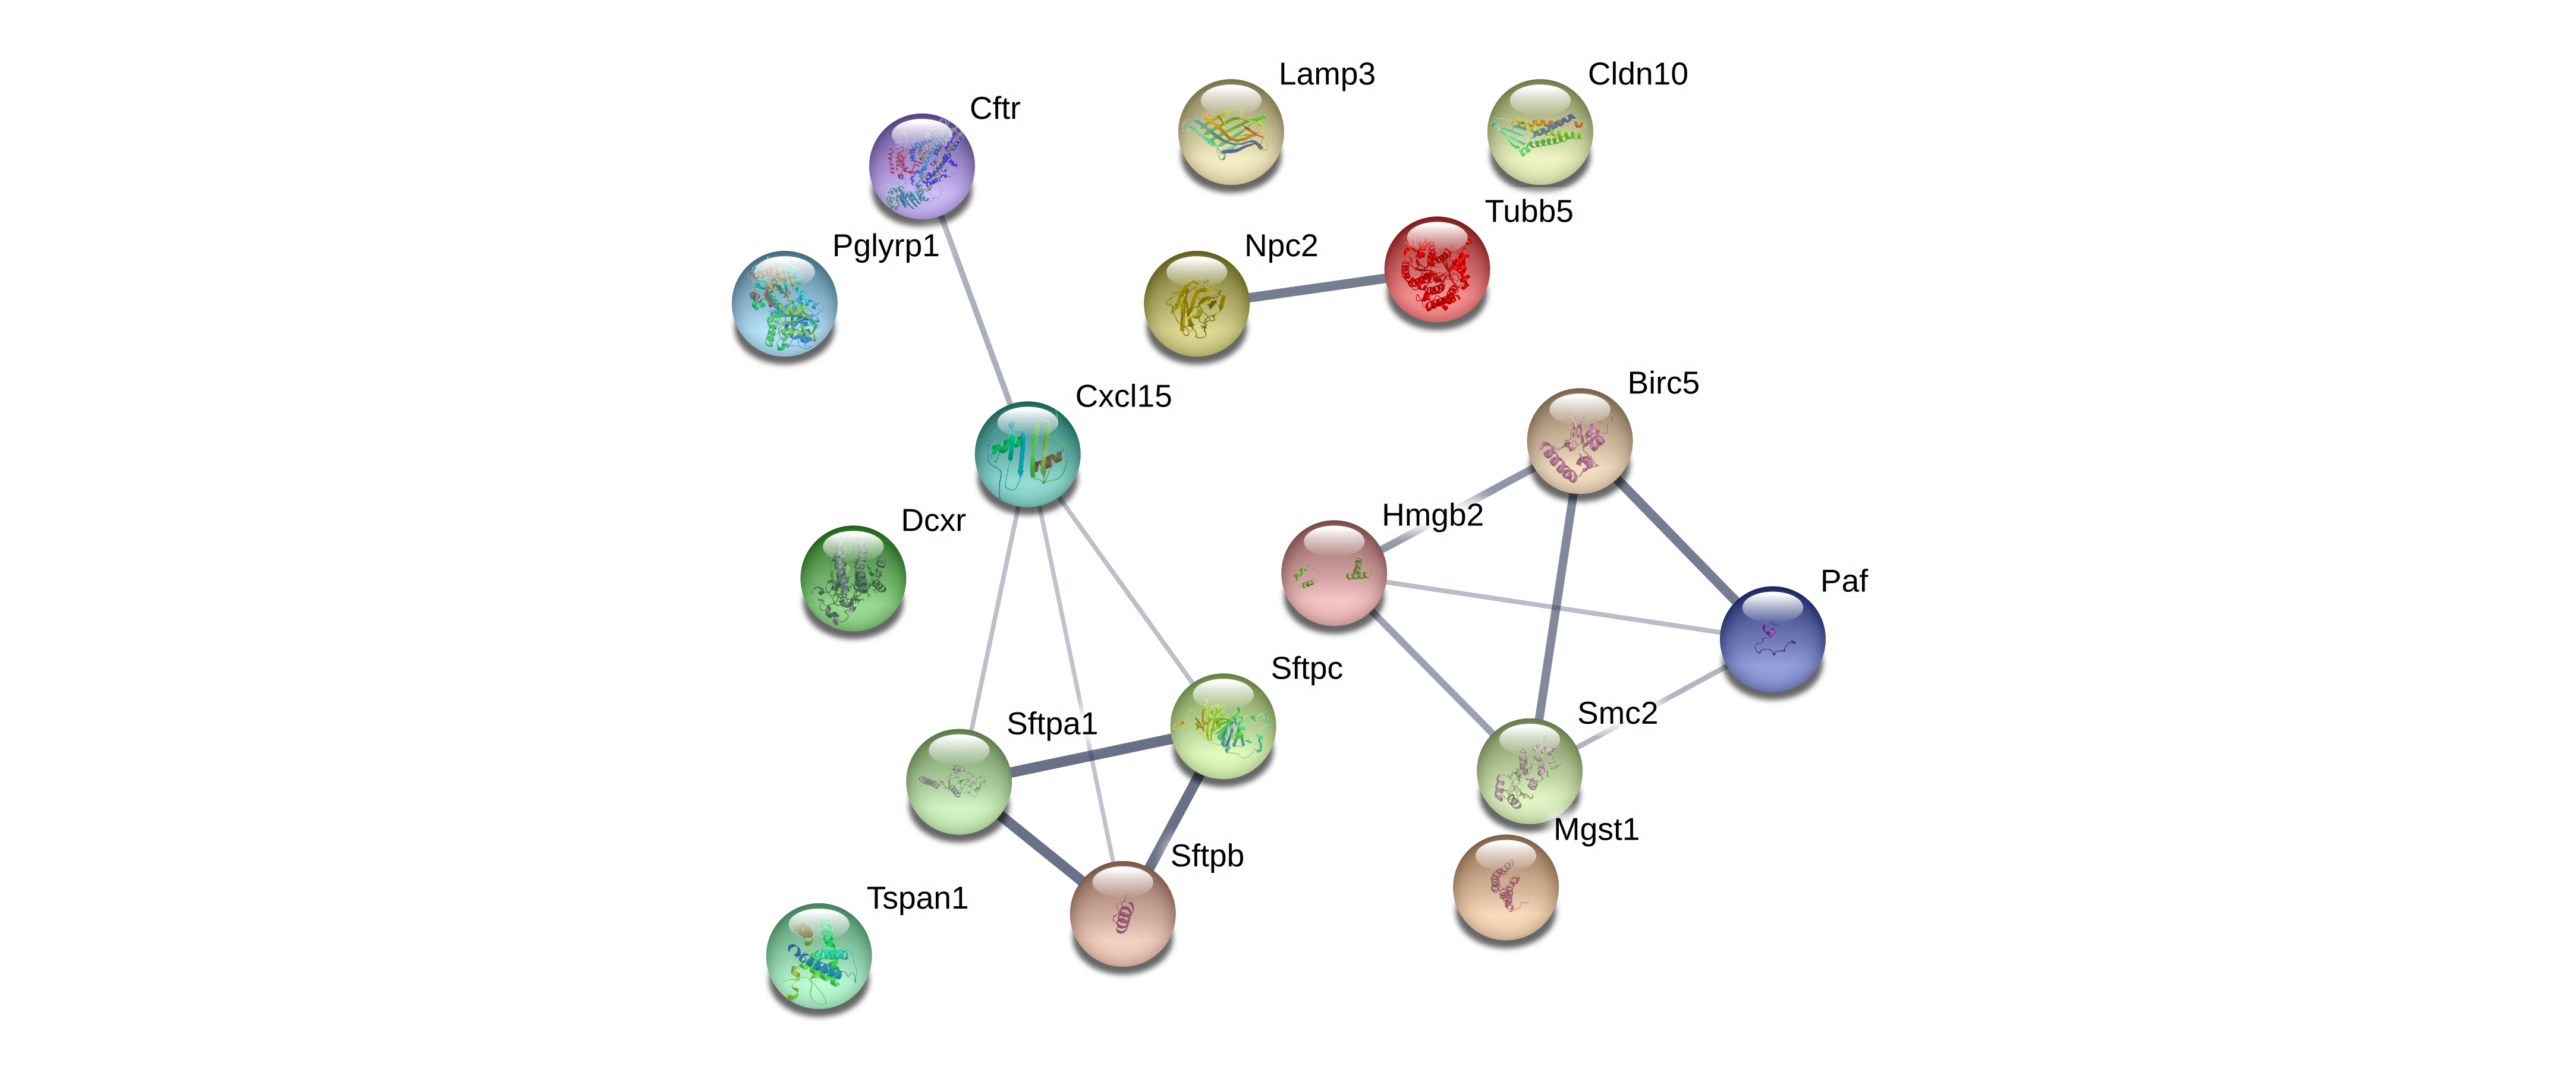 Lamp3
Cldn10
Cftr
Tubb5
Pglyrp1
Npc2
Birc5
Cxcl15
Hmgb2
Dcxr
Paf
Sftpc
Smc2
Sftpa1
Mgst1
Sftpb
Tspan1